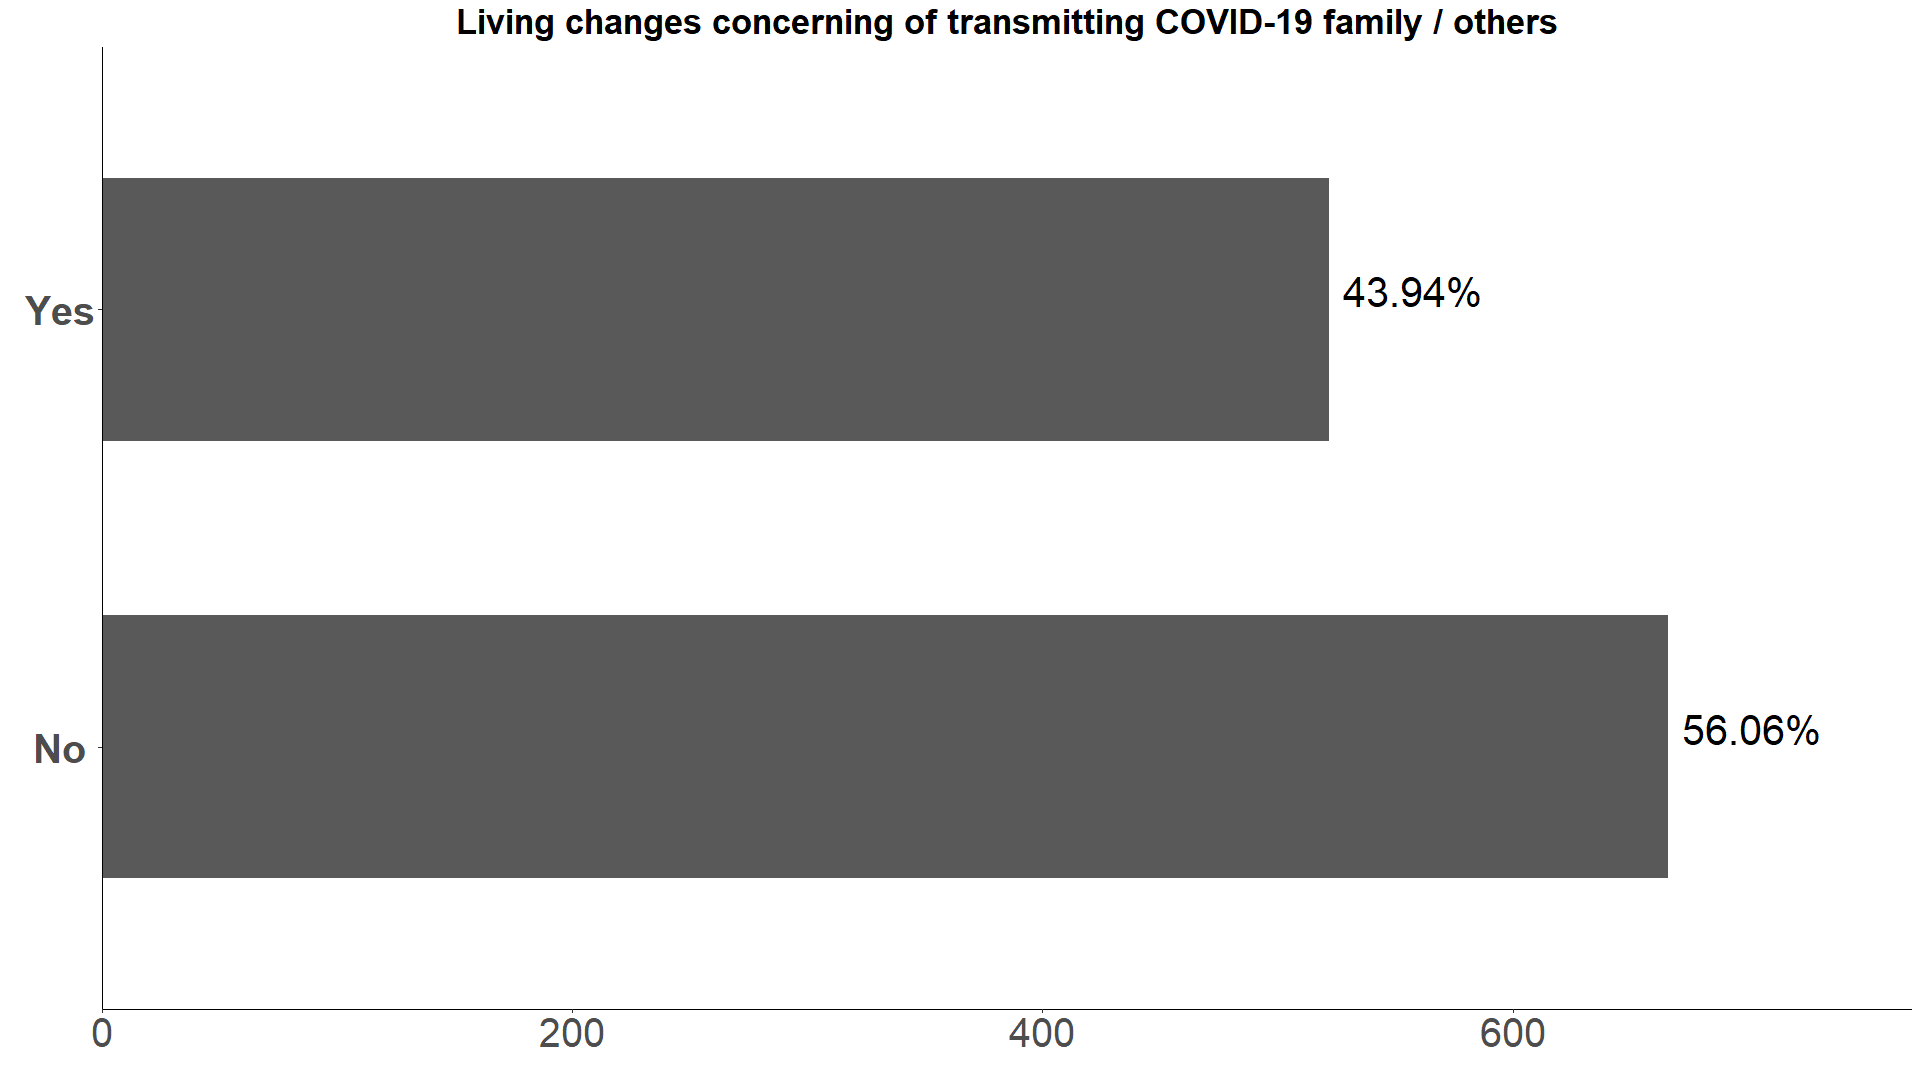 Living changes concerning of transmitting COVID-19 family / others
Yes
43.94%
No
56.06%
0 200 400 600